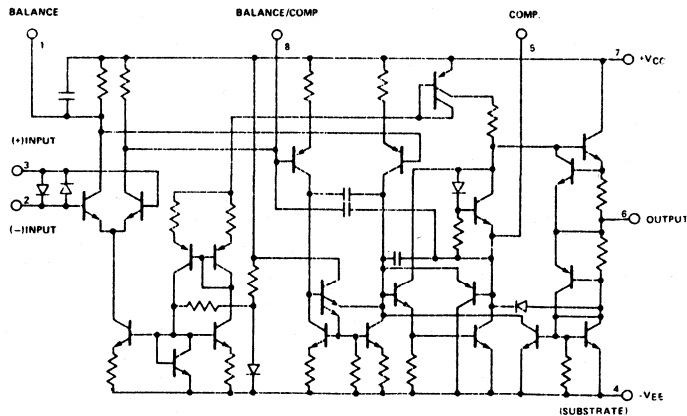 BALANCE
1
BALANCE/COMP
8
COMP.
5
7 +VCC
(+)INPUT
3
2
(-)INPUT
6 OUTPUT
4 -VEE
(SUBSTRATE)